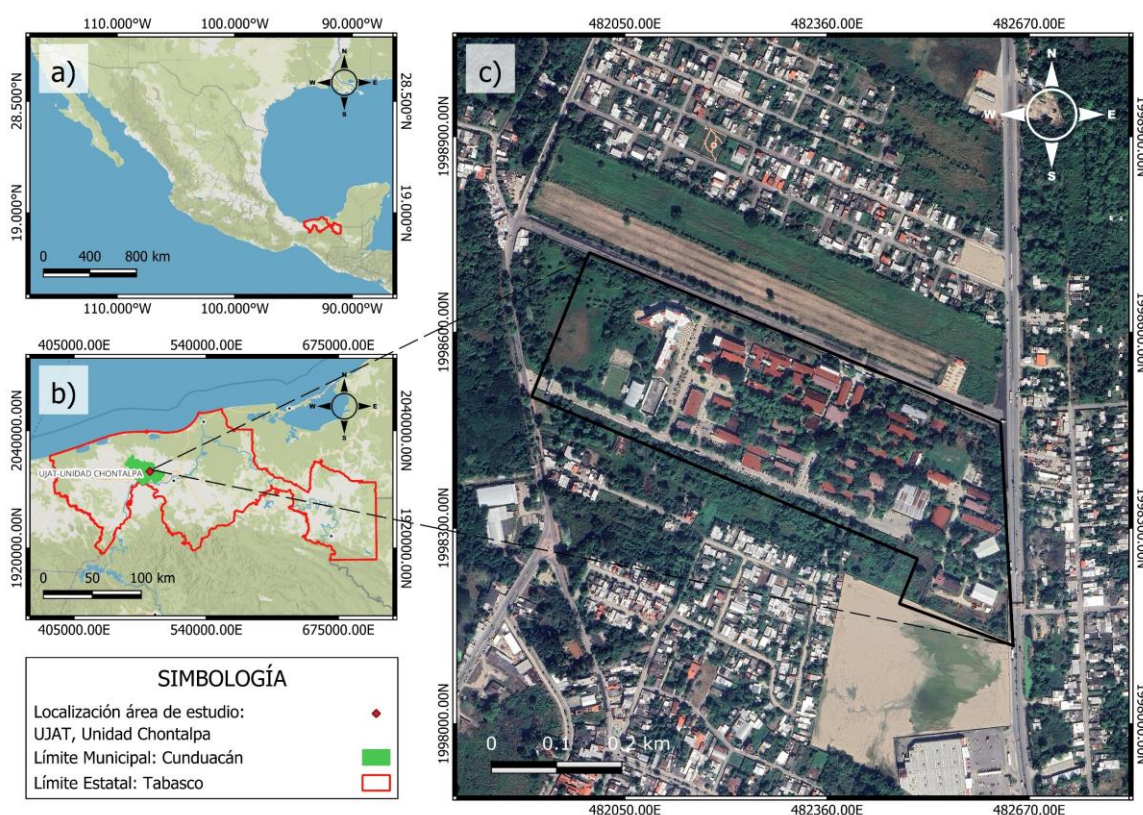 110.000°W 100.000°W 90.000°W
a)
N
W E
S
28.500°N 28.500°N
19.000°N 19.000°N
0 400 800 km
110.000°W 100.000°W 90.000°W
405000.00E 540000.00E 675000.00E
b)
N
W E
S
2040000.00N 2040000.00N
UJAT-UNIDAD CHONTALPA
1920000.00N 1920000.00N
0 50 100 km
405000.00E 540000.00E 675000.00E
SIMBOLOGÍA
Localización área de estudio:
UJAT, Unidad Chontalpa
Límite Municipal: Cunduacán
Límite Estatal: Tabasco
482050.00E 482360.00E 482670.00E
c)
N
W E
S
1998900.00N 1998900.00N
1998600.00N 1998600.00N
1998300.00N 1998300.00N
1998000.00N 1998000.00N
0 0.1 0.2 km
482050.00E 482360.00E 482670.00E